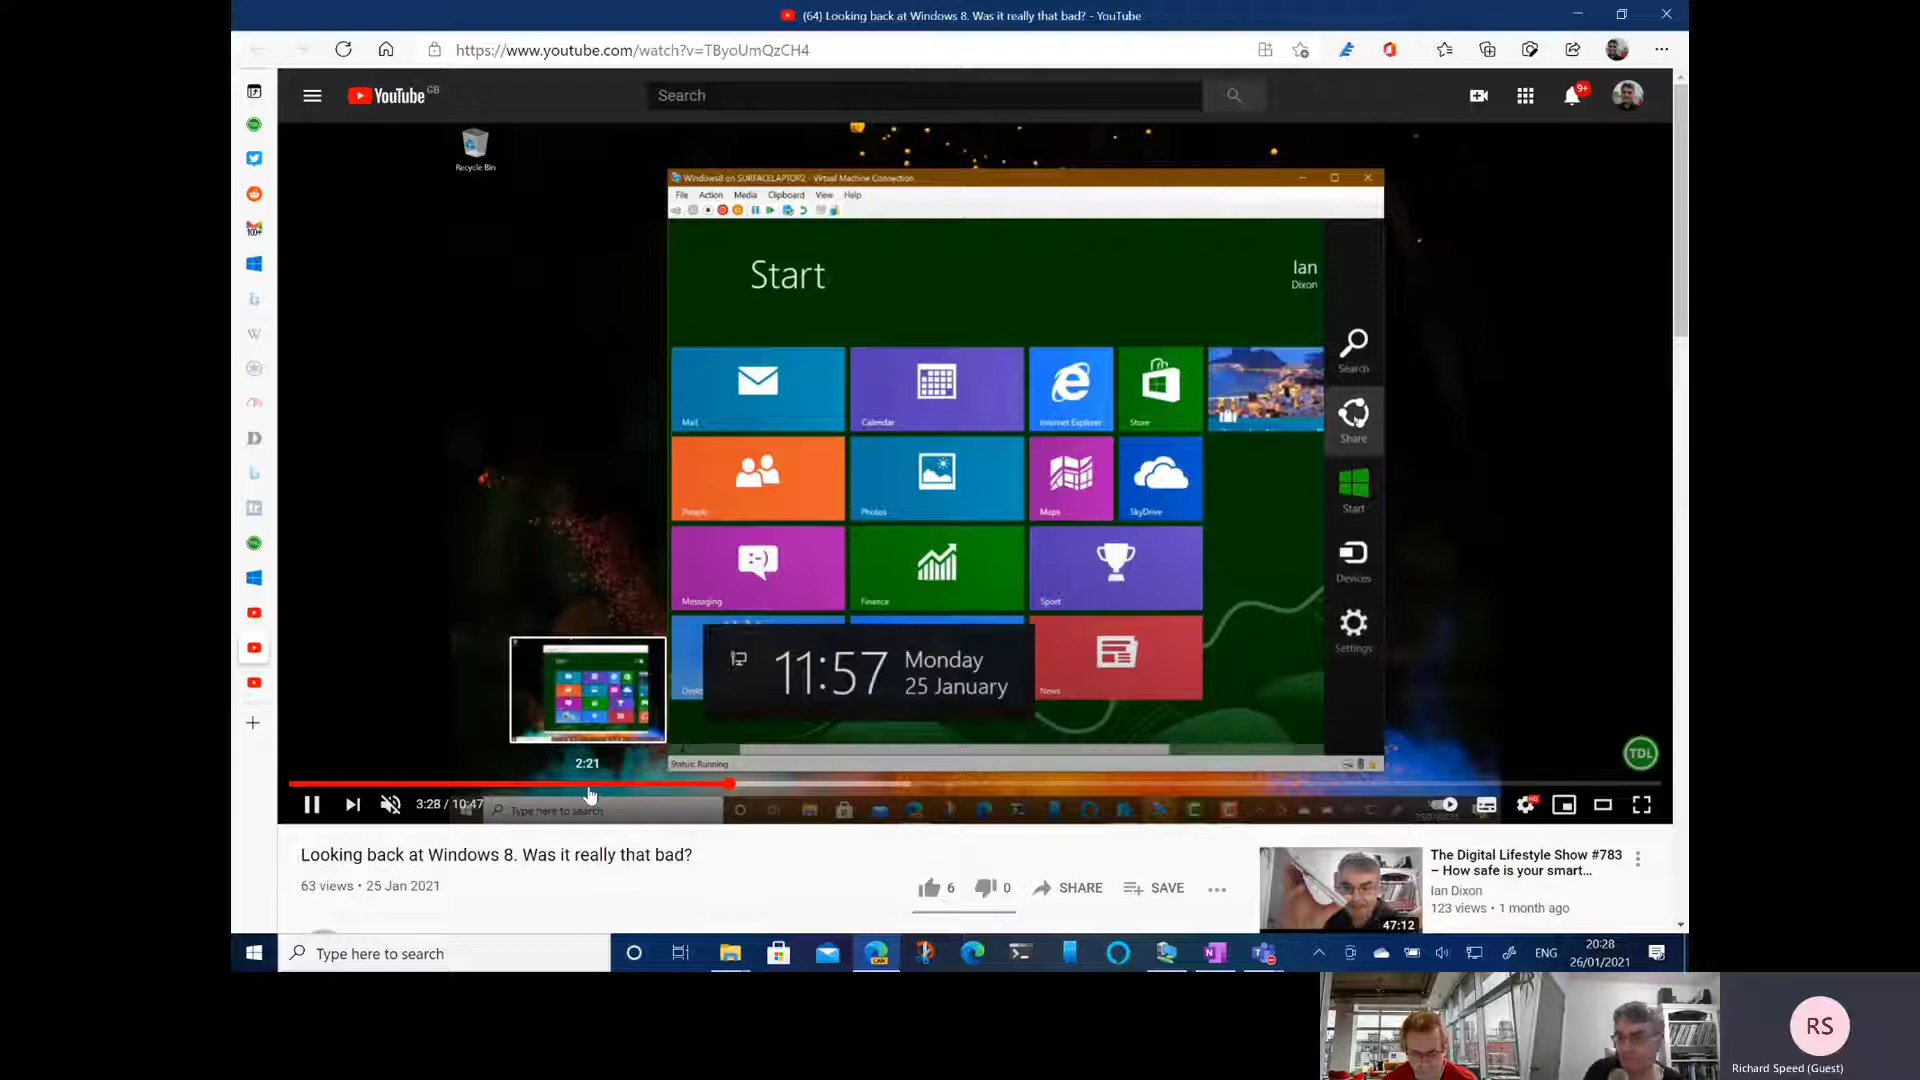 (64) Looking back at Windows 8. Was it really that bad? - YouTube
https://www.youtube.com/watch?v=TByoUmQzCH4
YouTube GB
Search
9+
Recycle Bin
Windows8 on SURFACELAPTOP2 - Virtual Machine Connection
File Action Media Clipboard View Help
Start
Ian
Dixon
Search
Mail
Calendar
Internet Explorer
Store
Share
People
Photos
Maps
SkyDrive
Start
Messaging
Finance
Sport
Devices
Settings
11:57
Monday
25 January
News
TDL
2:21
Status: Running
3:28 / 10:47
Type here to search
HD
Looking back at Windows 8. Was it really that bad?
63 views • 25 Jan 2021
6
0
SHARE
SAVE
The Digital Lifestyle Show #783
– How safe is your smart...
Ian Dixon
123 views • 1 month ago
47:12
Type here to search
CAN
ENG
20:28
26/01/2021
RS
Richard Speed (Guest)